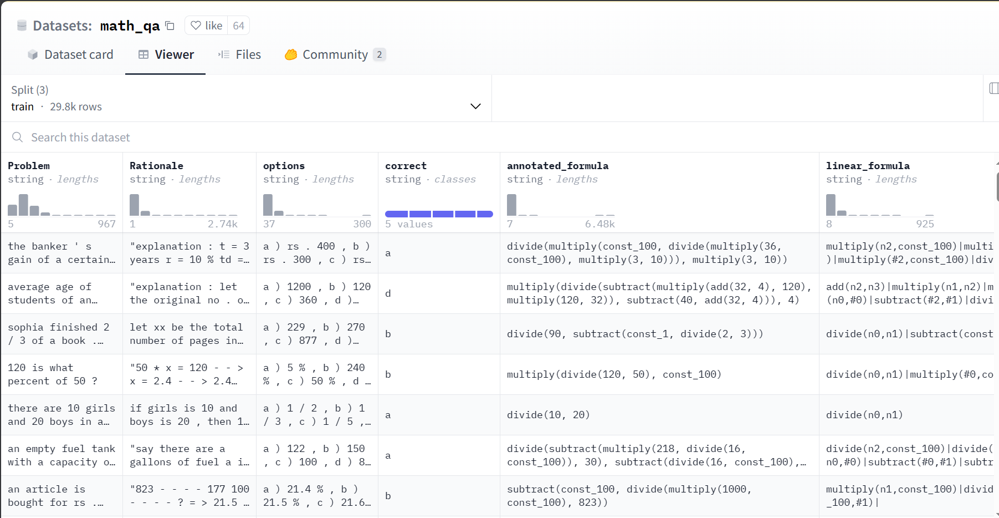 Datasets: math_qa like 64
Dataset card Viewer Files Community 2
Split (3)
train · 29.8k rows
Search this dataset
Problem Rationale options correct annotated_formula linear_formula
string · lengths string · lengths string · lengths string · classes string · lengths string · lengths
5 967 1 2.74k 37 300 5 values 7 6.48k 8 925
the banker ' s "explanation : t = 3 a ) rs . 400 , b ) divide(multiply(const_100, divide(multiply(36, multiply(n2,const_100)|multi
gain of a certain… years r = 10 % td =… rs . 300 , c ) rs… a const_100), multiply(3, 10))), multiply(3, 10)) )|multiply(#2,const_100)|div
average age of "explanation : let a ) 1200 , b ) 120 multiply(divide(subtract(multiply(add(32, 4), 120), add(n2,n3)|multiply(n1,n2)|m
students of an… the original no . o… , c ) 360 , d )… d multiply(120, 32)), subtract(40, add(32, 4))), 4) (n0,#0)|subtract(#2,#1)|divi
sophia finished 2 let xx be the total a ) 229 , b ) 270
/ 3 of a book .… number of pages in… , c ) 877 , d )… b divide(90, subtract(const_1, divide(2, 3))) divide(n0,n1)|subtract(const
120 is what "50 * x = 120 - - > a ) 5 % , b ) 240
percent of 50 ? x = 2.4 - - > 2.4… % , c ) 50 % , d … b multiply(divide(120, 50), const_100) divide(n0,n1)|multiply(#0,co
there are 10 girls if girls is 10 and a ) 1 / 2 , b ) 1
and 20 boys in a… boys is 20 , then 1… / 3 , c ) 1 / 5 ,… a divide(10, 20) divide(n0,n1)
an empty fuel tank "say there are a a ) 122 , b ) 150 divide(subtract(multiply(218, divide(16, divide(n2,const_100)|divide(
with a capacity o… gallons of fuel a i… , c ) 100 , d ) 8… a const_100)), 30), subtract(divide(16, const_100),… n0,#0)|subtract(#0,#1)|subtr
an article is "823 - - - - 177 100 a ) 21.4 % , b ) subtract(const_100, divide(multiply(1000, multiply(n1,const_100)|divid
bought for rs .… - - - - ? = > 21.5 … 21.5 % , c ) 21.6… b const_100), 823)) _100,#1)|